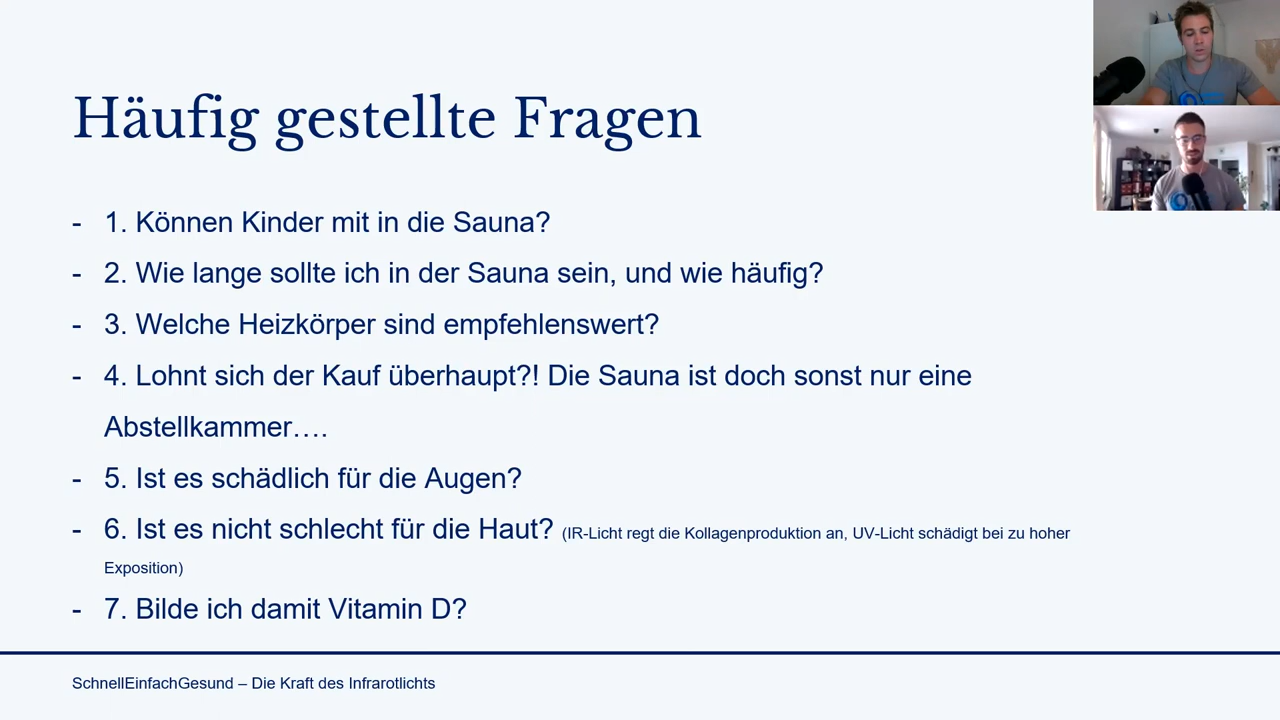 Häufig gestellte Fragen
- 1. Können Kinder mit in die Sauna?
- 2. Wie lange sollte ich in der Sauna sein, und wie häufig?
- 3. Welche Heizkörper sind empfehlenswert?
- 4. Lohnt sich der Kauf überhaupt?! Die Sauna ist doch sonst nur eine
Abstellkammer….
- 5. Ist es schädlich für die Augen?
- 6. Ist es nicht schlecht für die Haut? (IR-Licht regt die Kollagenproduktion an, UV-Licht schädigt bei zu hoher
Exposition)
- 7. Bilde ich damit Vitamin D?
SchnellEinfachGesund – Die Kraft des Infrarotlichts